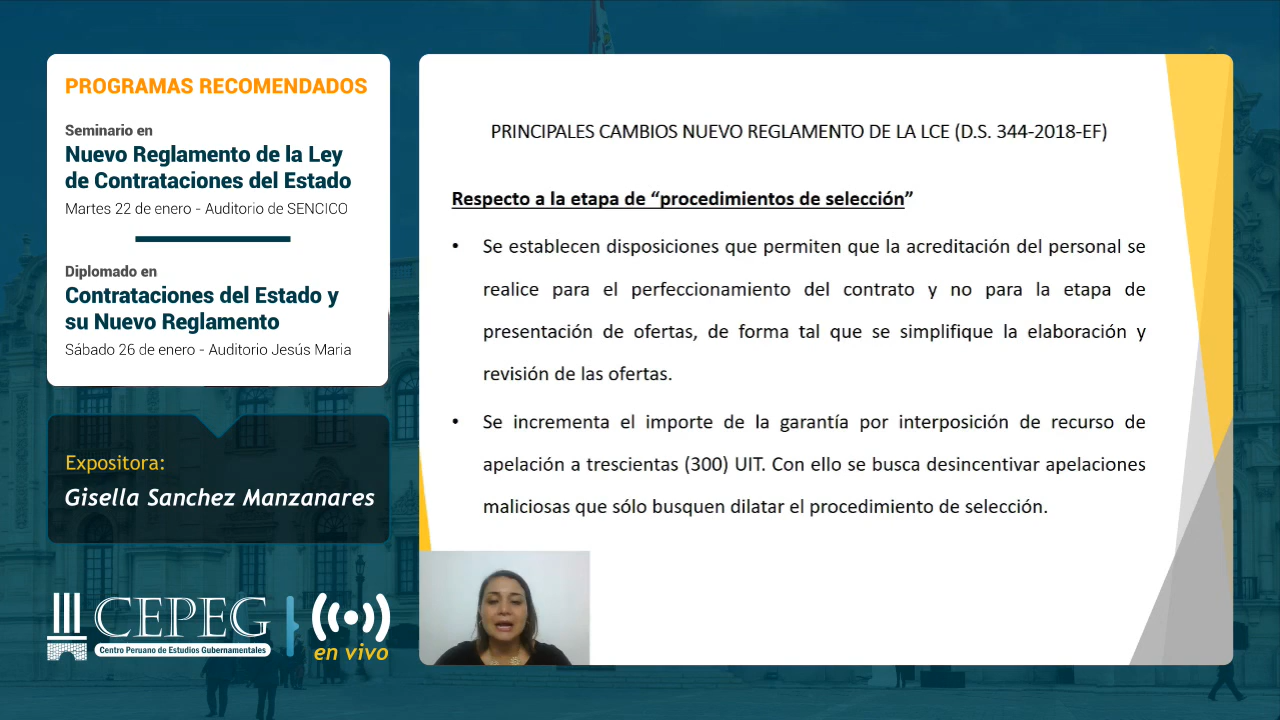 PROGRAMAS RECOMENDADOS
Seminario en
Nuevo Reglamento de la Ley
de Contrataciones del Estado
Martes 22 de enero - Auditorio de SENCICO
Diplomado en
Contrataciones del Estado y
su Nuevo Reglamento
Sábado 26 de enero - Auditorio Jesús Maria
Expositora:
Gisella Sanchez Manzanares
CEPEG
Centro Peruano de Estudios Gubernamentales
en vivo
PRINCIPALES CAMBIOS NUEVO REGLAMENTO DE LA LCE (D.S. 344-2018-EF)
Respecto a la etapa de “procedimientos de selección”
• Se establecen disposiciones que permiten que la acreditación del personal se
realice para el perfeccionamiento del contrato y no para la etapa de
presentación de ofertas, de forma tal que se simplifique la elaboración y
revisión de las ofertas.
• Se incrementa el importe de la garantía por interposición de recurso de
apelación a trescientas (300) UIT. Con ello se busca desincentivar apelaciones
maliciosas que sólo busquen dilatar el procedimiento de selección.